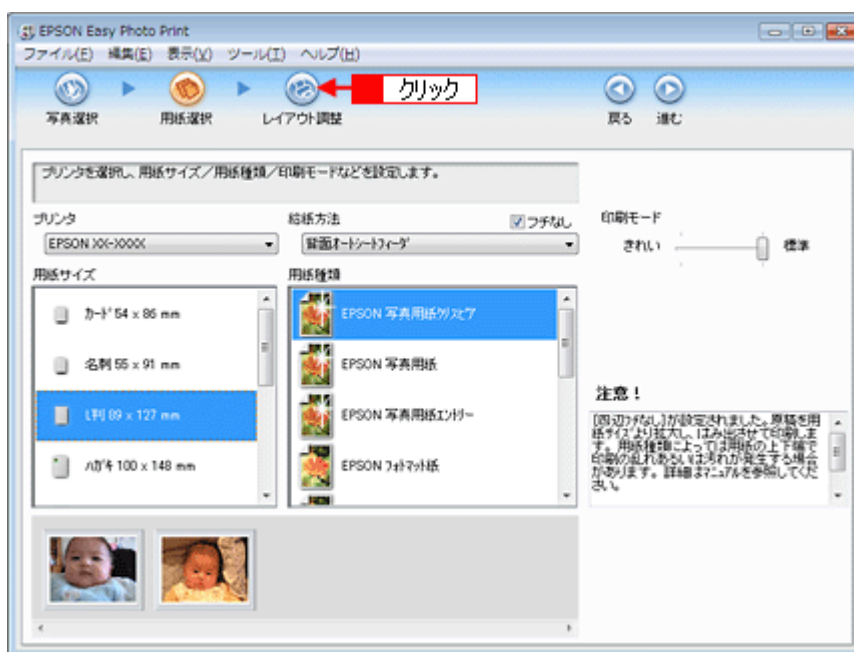 EPSON Easy Photo Print
ファイル(F) 編集(E) 表示(V) ツール(T) ヘルプ(H)
クリック
写真選択 用紙選択 レイアウト調整 戻る 進む
プリンタを選択し、用紙サイズ／用紙種類／印刷モードなどを設定します。
プリンタ 給紙方法 フチなし 印刷モード
EPSON XX-XXXX 背面オートシートフィーダ きれい 標準
用紙サイズ 用紙種類
カード 54 x 86 mm EPSON 写真用紙クリスピア
名刺 55 x 91 mm EPSON 写真用紙
注意！
L判 89 x 127 mm EPSON 写真用紙エントリー
ハガキ 100 x 148 mm EPSON フォトマット紙
[四辺フチなし]が設定されました。原稿を用
紙サイズより拡大し、はみ出させて印刷しま
す。用紙種類によっては用紙の上下端で
印刷の乱れあるいは汚れが発生する場合
があります。詳細はマニュアルを参照してくだ
さい。